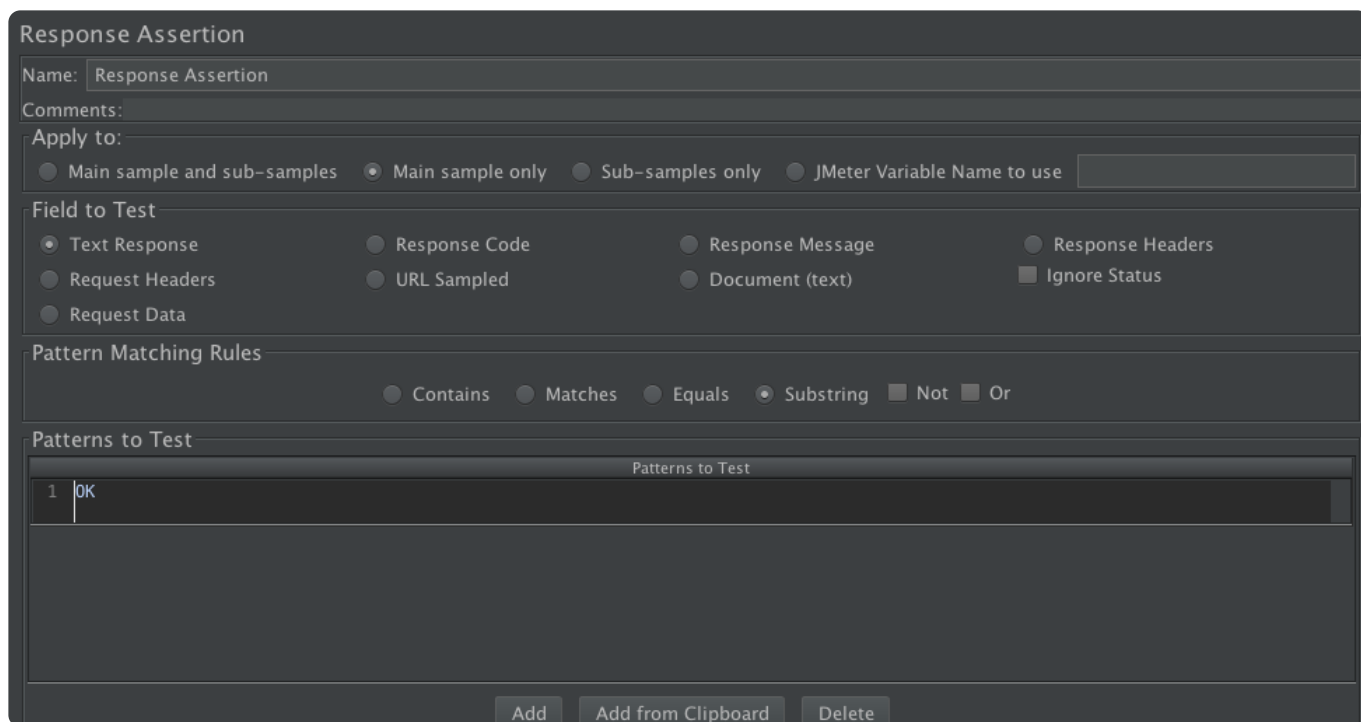 Response Assertion
Name: Response Assertion
Comments:
Apply to:
Main sample and sub-samples Main sample only Sub-samples only JMeter Variable Name to use
Field to Test
Text Response Response Code Response Message Response Headers
Request Headers URL Sampled Document (text) Ignore Status
Request Data
Pattern Matching Rules
Contains Matches Equals Substring Not Or
Patterns to Test
Patterns to Test
1 OK
Add Add from Clipboard Delete